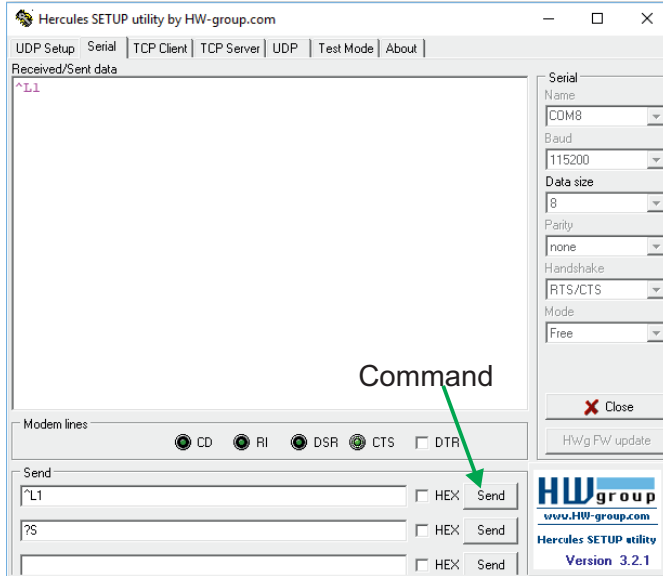 Hercules SETUP utility by HW-group.com
UDP Setup Serial TCP Client TCP Server UDP Test Mode About
Received/Sent data
^L1
Serial
Name
COM8
Baud
115200
Data size
8
Parity
none
Handshake
RTS/CTS
Mode
Free
Close
HWg FW update
Command
Modem lines
CD RI DSR CTS DTR
Send
^L1 HEX Send
?S HEX Send
HEX Send
HW group
www.HW-group.com
Hercules SETUP utility
Version 3.2.1